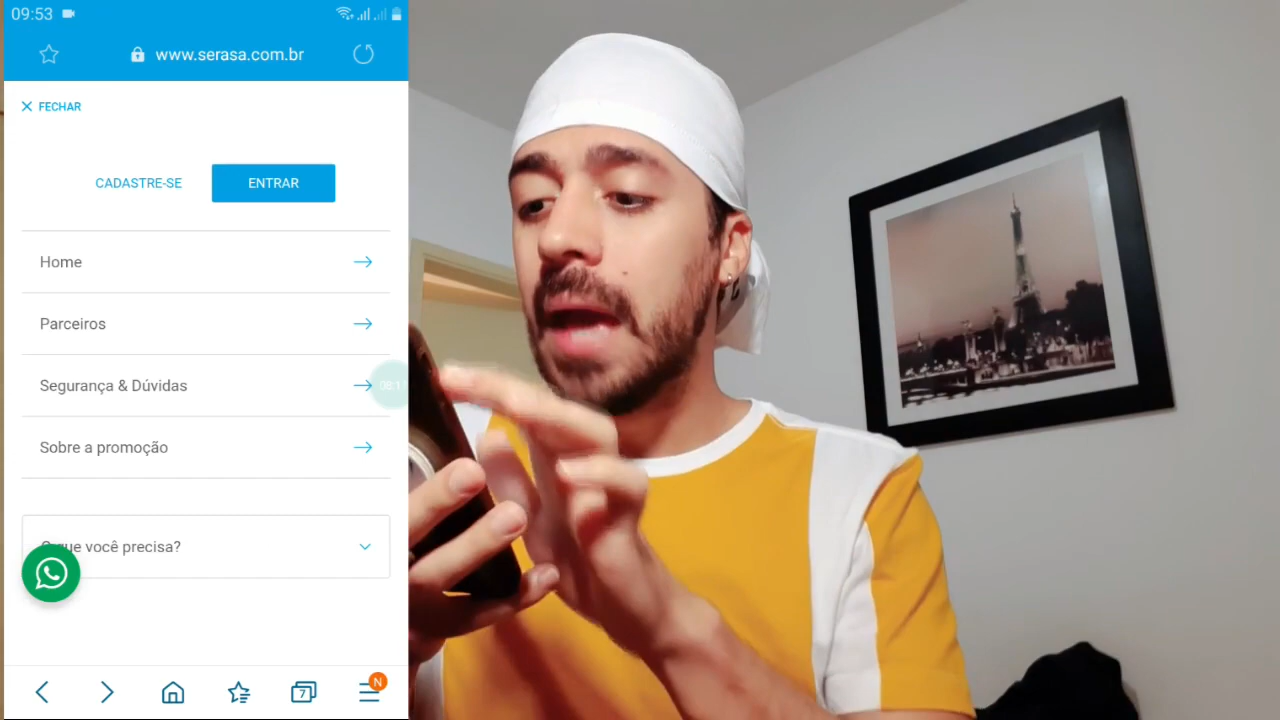 09:53
www.serasa.com.br
FECHAR
CADASTRE-SE
ENTRAR
Home
Parceiros
Segurança & Dúvidas
Sobre a promoção
que você precisa?
7
N